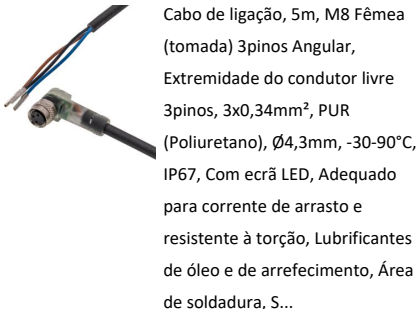 Cabo de ligação, 5m, M8 Fêmea
(tomada) 3pinos Angular,
Extremidade do condutor livre
3pinos, 3x0,34mm², PUR
(Poliuretano), Ø4,3mm, -30-90°C,
IP67, Com ecrã LED, Adequado
para corrente de arrasto e
resistente à torção, Lubrificantes
de óleo e de arrefecimento, Área
de soldadura, S...